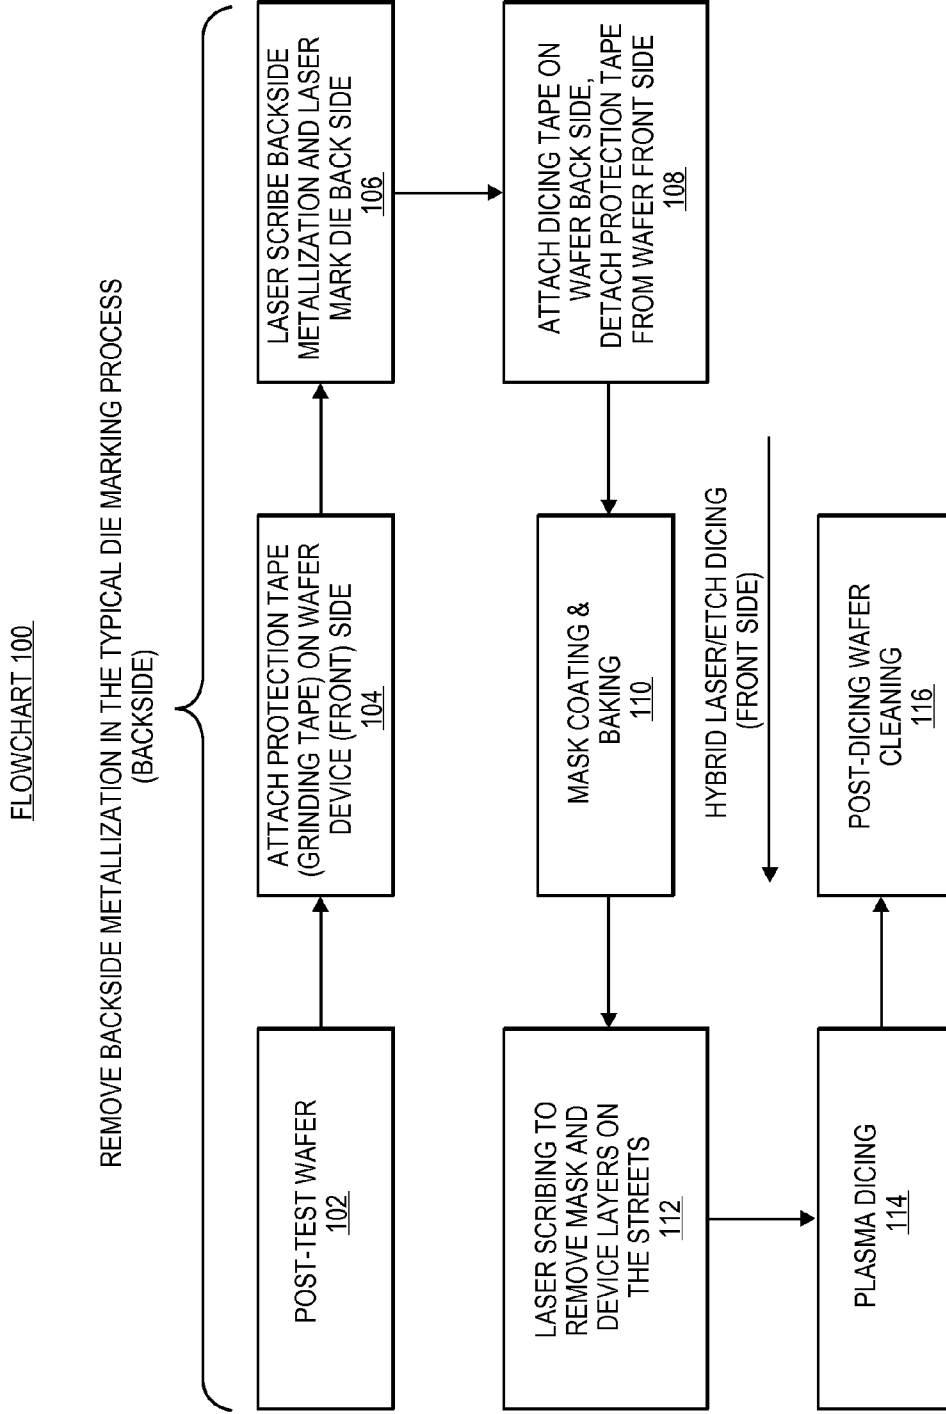 FLOWCHART 100
REMOVE BACKSIDE METALLIZATION IN THE TYPICAL DIE MARKING PROCESS
(BACKSIDE)
POST-TEST WAFER
102
ATTACH PROTECTION TAPE
(GRINDING TAPE) ON WAFER
DEVICE (FRONT) SIDE
104
LASER SCRIBE BACKSIDE
METALLIZATION AND LASER
MARK DIE BACK SIDE
106
ATTACH DICING TAPE ON
WAFER BACK SIDE,
DETACH PROTECTION TAPE
FROM WAFER FRONT SIDE
108
MASK COATING &
BAKING
110
LASER SCRIBING TO
REMOVE MASK AND
DEVICE LAYERS ON
THE STREETS
112
HYBRID LASER/ETCH DICING
(FRONT SIDE)
PLASMA DICING
114
POST-DICING WAFER
CLEANING
116